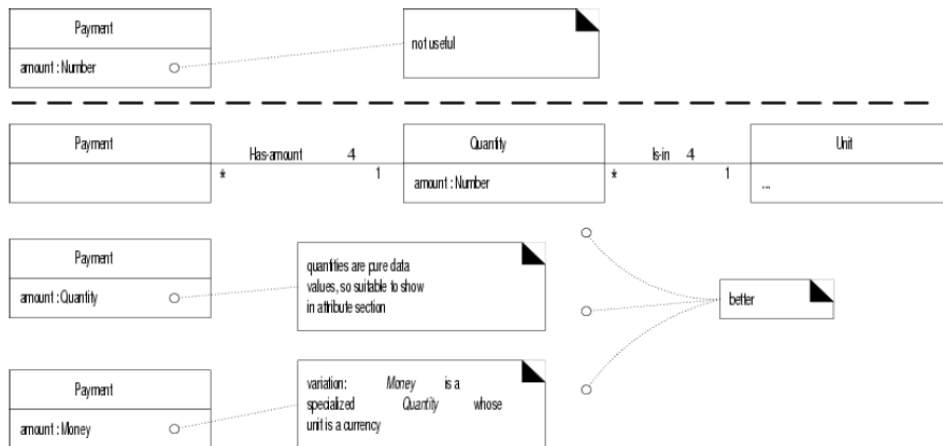 Payment
amount : Number
not useful
Payment
Has-amount 4
* 1
Quantity
amount : Number
Is-in 4
* 1
Unit
...
Payment
amount : Quantity
quantities are pure data
values, so suitable to show
in attribute section
better
Payment
amount : Money
variation: Money is a
specialized Quantity whose
unit is a currency